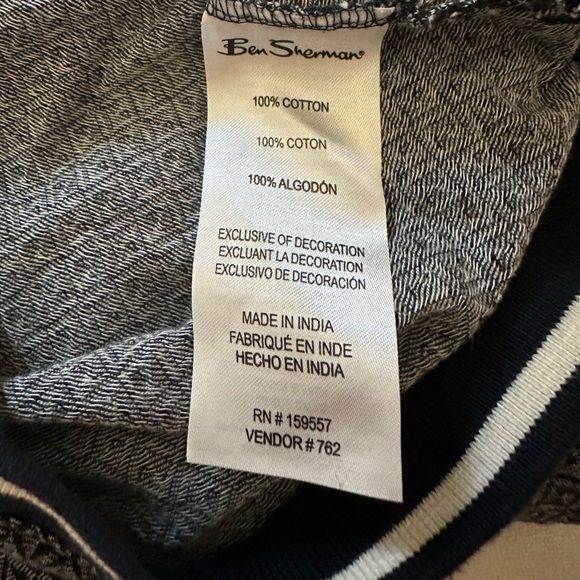 Ben Sherman®
100% COTTON
100% COTON
100% ALGODÓN
EXCLUSIVE OF DECORATION
EXCLUANT LA DECORATION
EXCLUSIVO DE DECORACIÓN
MADE IN INDIA
FABRIQUÉ EN INDE
HECHO EN INDIA
RN # 159557
VENDOR # 762